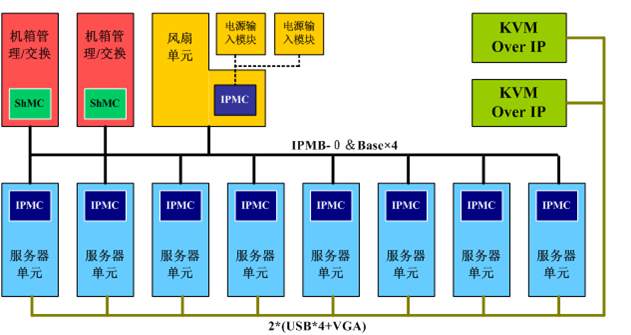 机箱管
理/交换
ShMC
机箱管
理/交换
ShMC
风扇
单元
IPMC
电源输
入模块
电源输
入模块
KVM
Over IP
KVM
Over IP
IPMB-0 &Base×4
IPMC
服务器
单元
IPMC
服务器
单元
IPMC
服务器
单元
IPMC
服务器
单元
IPMC
服务器
单元
IPMC
服务器
单元
IPMC
服务器
单元
IPMC
服务器
单元
2*(USB*4+VGA)